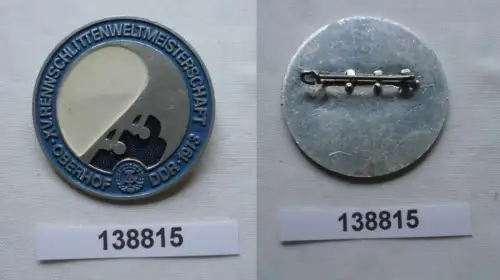 XV.RENNSCHLITTENWELTMEISTERSCHAFT
·OBERHOF DDR·1973
138815
138815